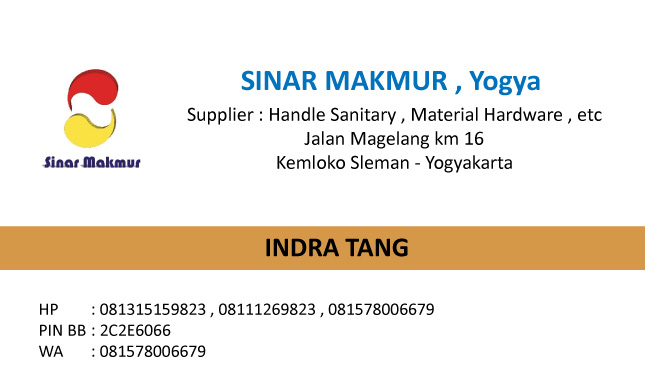 SINAR MAKMUR , Yogya
Supplier : Handle Sanitary , Material Hardware , etc
Jalan Magelang km 16
Kemloko Sleman - Yogyakarta
Sinar Makmur
INDRA TANG
HP : 081315159823 , 08111269823 , 081578006679
PIN BB : 2C2E6066
WA : 081578006679